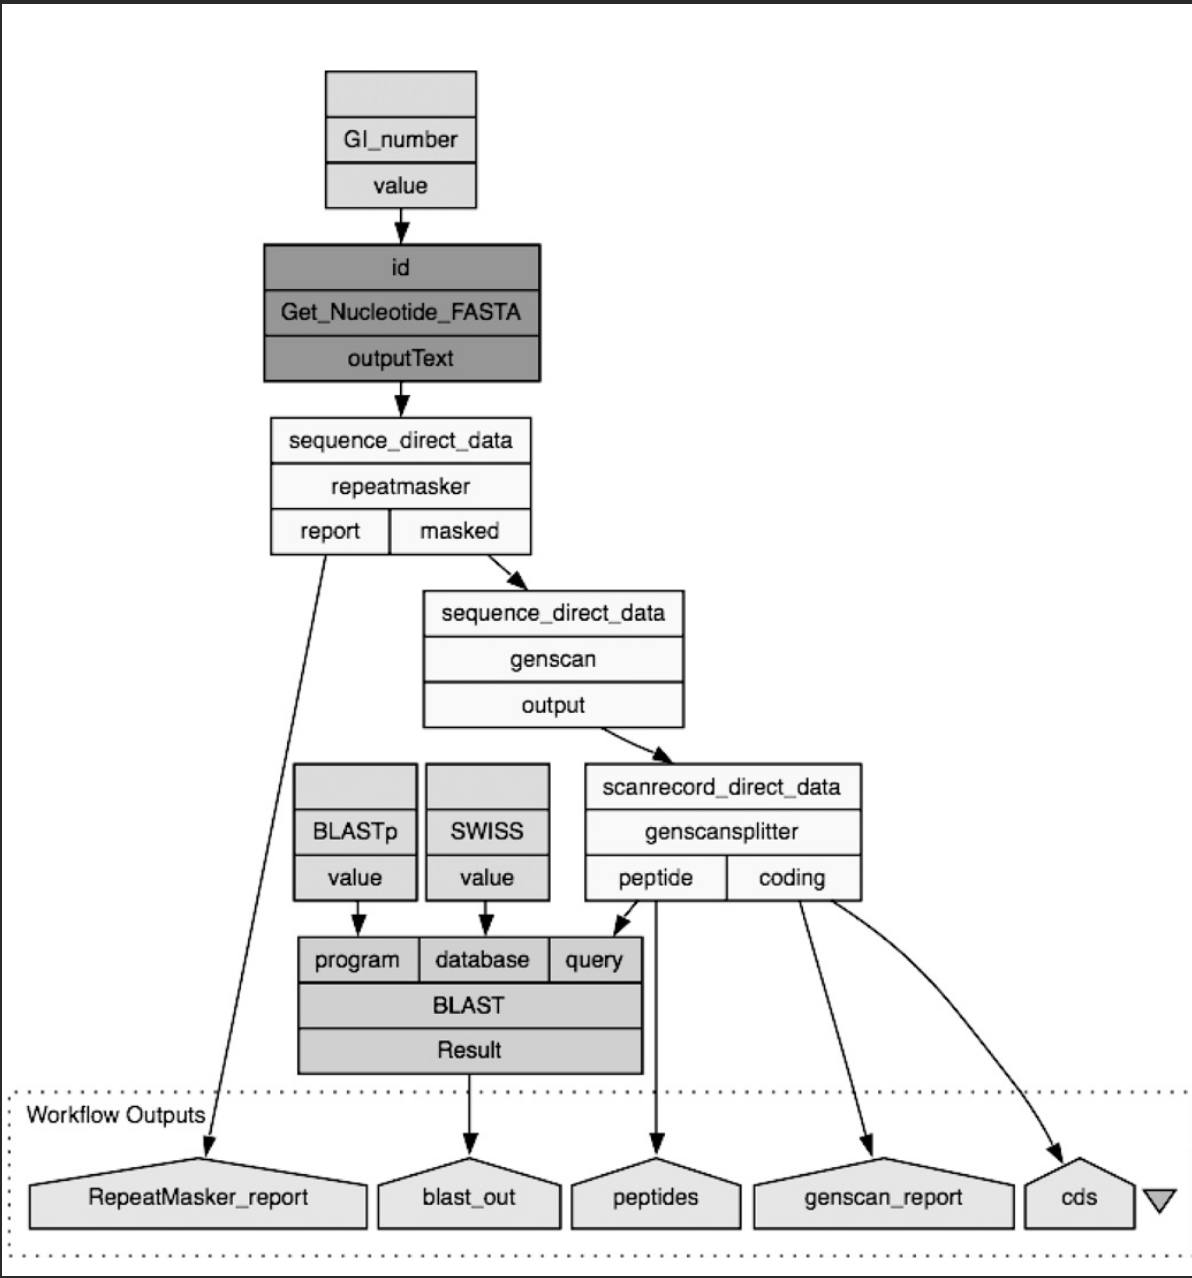 GI_number
value
id
Get_Nucleotide_FASTA
outputText
sequence_direct_data
repeatmasker
report masked
sequence_direct_data
genscan
output
scanrecord_direct_data
genscansplitter
peptide coding
BLASTp SWISS
value value
program database query
BLAST
Result
Workflow Outputs
RepeatMasker_report blast_out peptides genscan_report cds